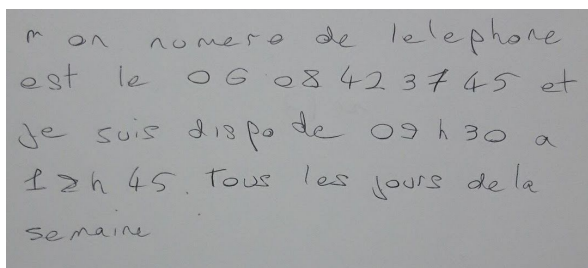 m on numero de telephone
est le 06 08 42 37 45 et
je suis dispo de 09 h 30 a
12h 45. tous les jours de la
semaine